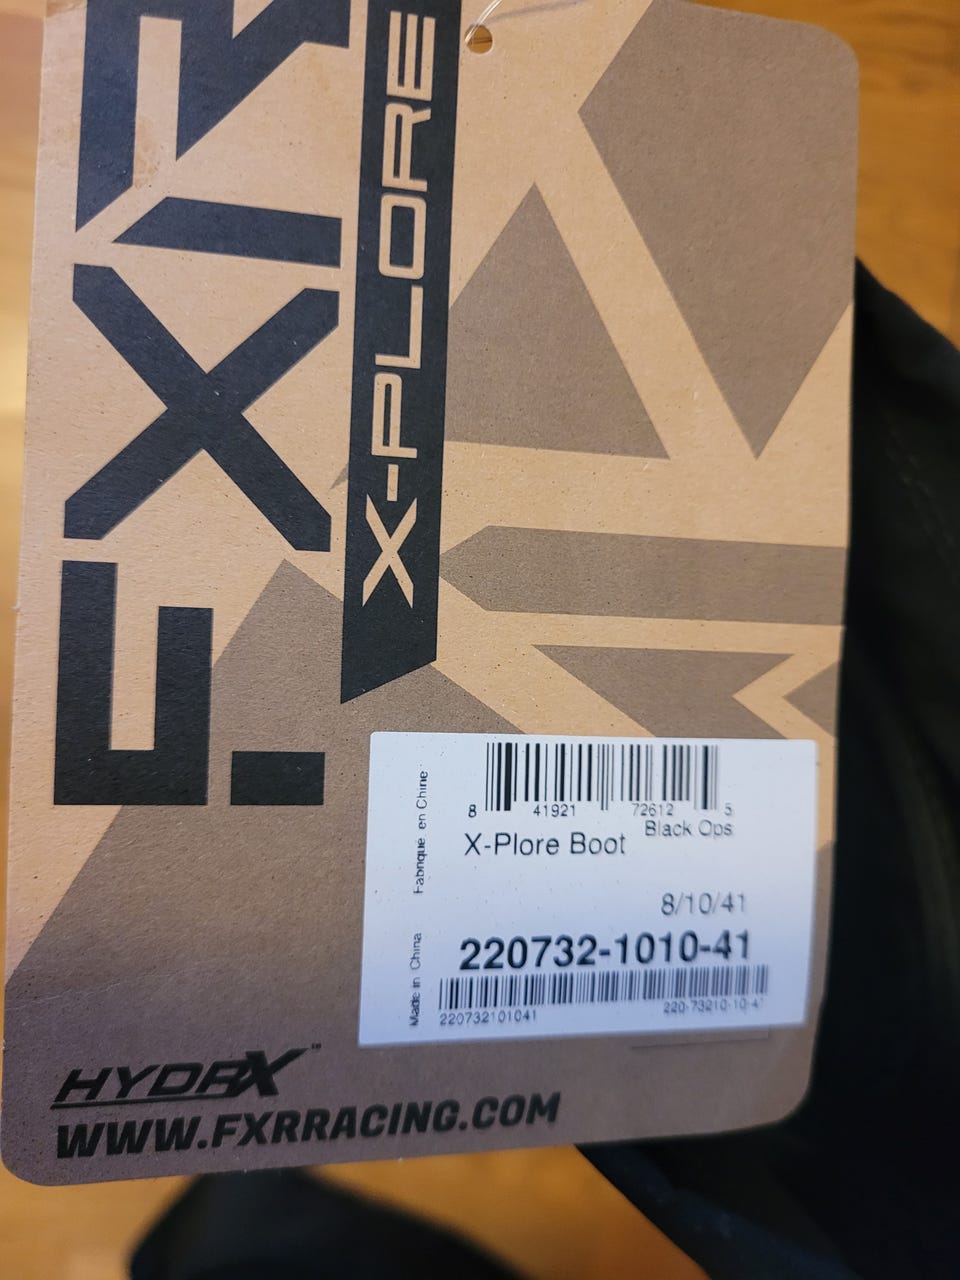 FXR
X-PLORE
8 41921 72612 5
Black Ops
X-Plore Boot
8/10/41
220732-1010-41
220732101041 220-73210-10-41
Made in China Fabriqué en Chine
HYDRX™
WWW.FXRRACING.COM